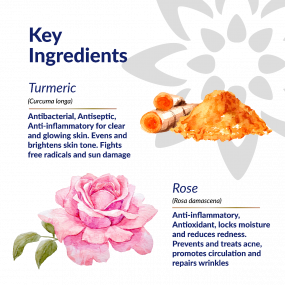 Key
Ingredients
Turmeric
(Curcuma longa)
Antibacterial, Antiseptic,
Anti-inflammatory for clear
and glowing skin. Evens and
brightens skin tone. Fights
free radicals and sun damage
Rose
(Rosa damascena)
Anti-inflammatory,
Antioxidant, locks moisture
and reduces redness.
Prevents and treats acne,
promotes circulation and
repairs wrinkles